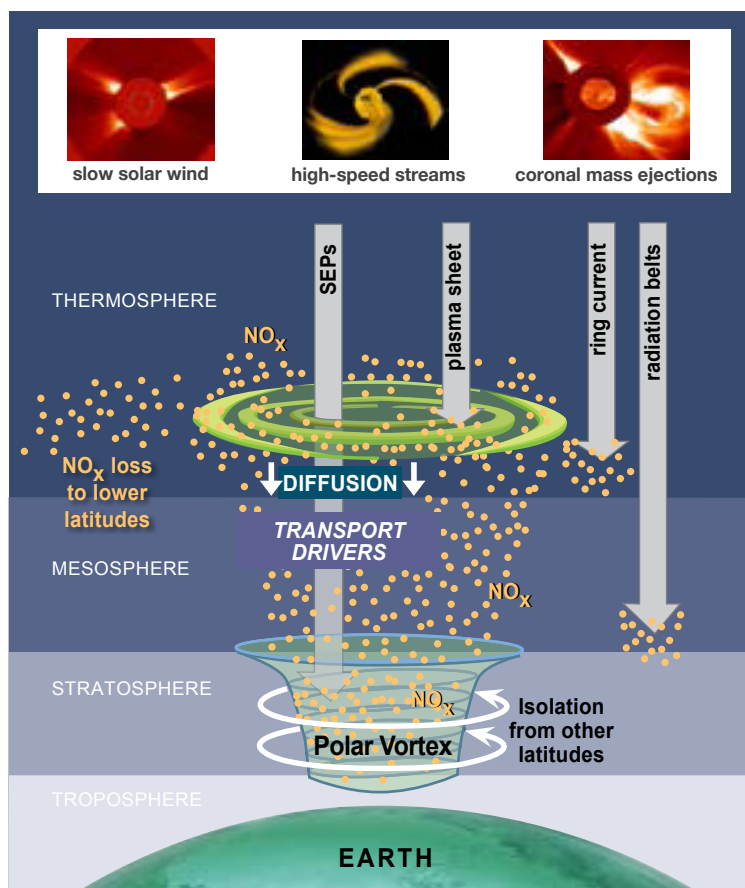 slow solar wind
high-speed streams
coronal mass ejections
SEPs
plasma sheet
ring current
radiation belts
THERMOSPHERE
NOx
NOx loss
to lower
latitudes
DIFFUSION
TRANSPORT
DRIVERS
MESOSPHERE
NOx
STRATOSPHERE
NOx
Isolation
from other
latitudes
Polar Vortex
TROPOSPHERE
EARTH